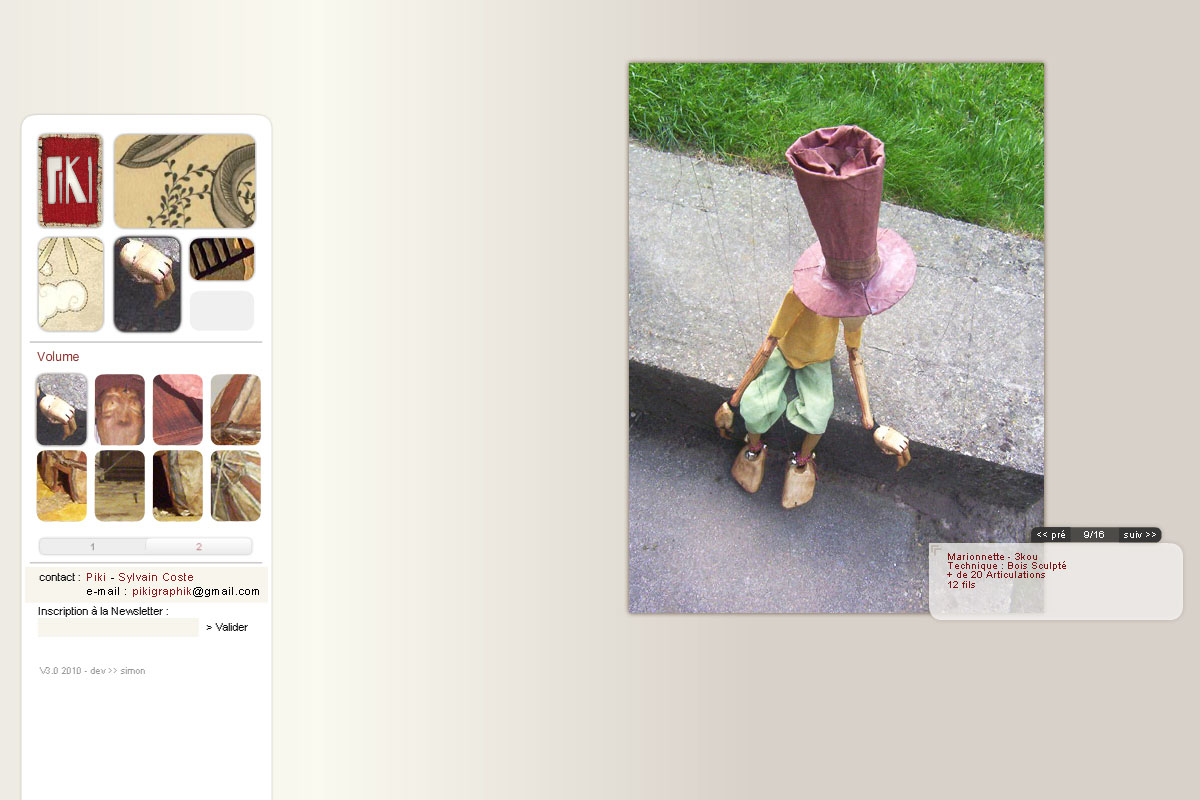 PIKI
Volume
1 2
contact : Piki - Sylvain Coste
e-mail : pikigraphik@gmail.com
Inscription à la Newsletter :
> Valider
V3.0 2010 - dev >> simon
<< pré 9/16 suiv >>
Marionnette - 3kou
Technique : Bois Sculpté
+ de 20 Articulations
12 fils